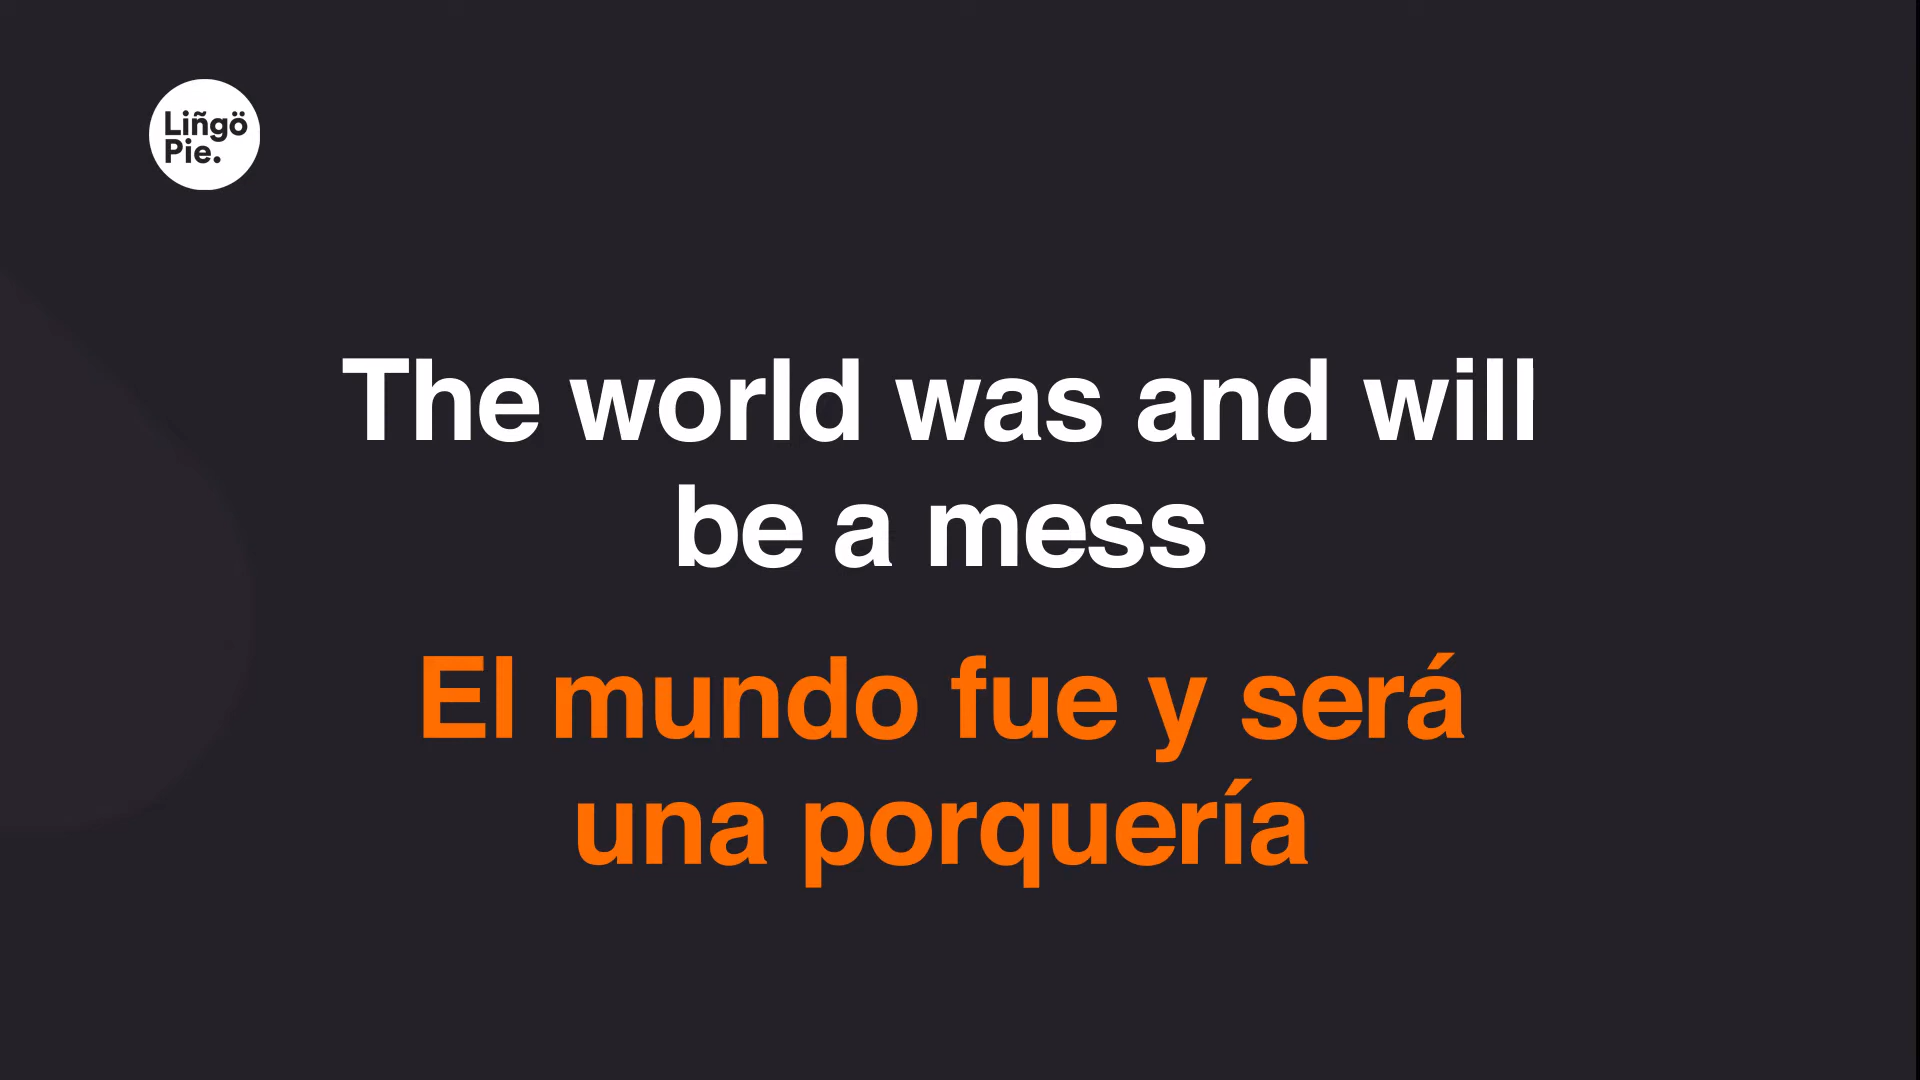 Liñgö
Pie.
The world was and will
be a mess
El mundo fue y será
una porquería